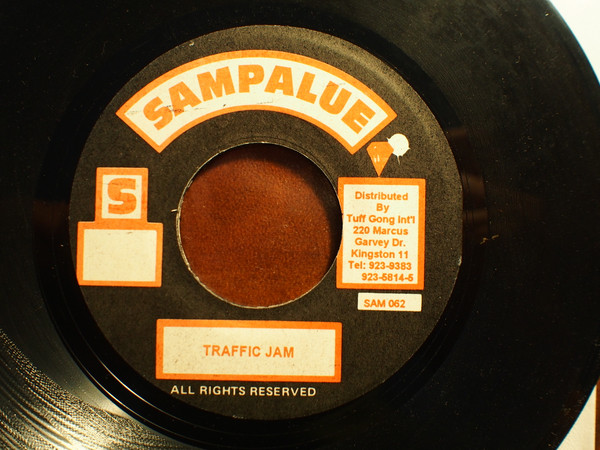 SAMPALUE
S
Distributed
By
Tuff Gong Int'l
220 Marcus
Garvey Dr.
Kingston 11
Tel: 923-9383
923-5814-5
SAM 062
TRAFFIC JAM
ALL RIGHTS RESERVED